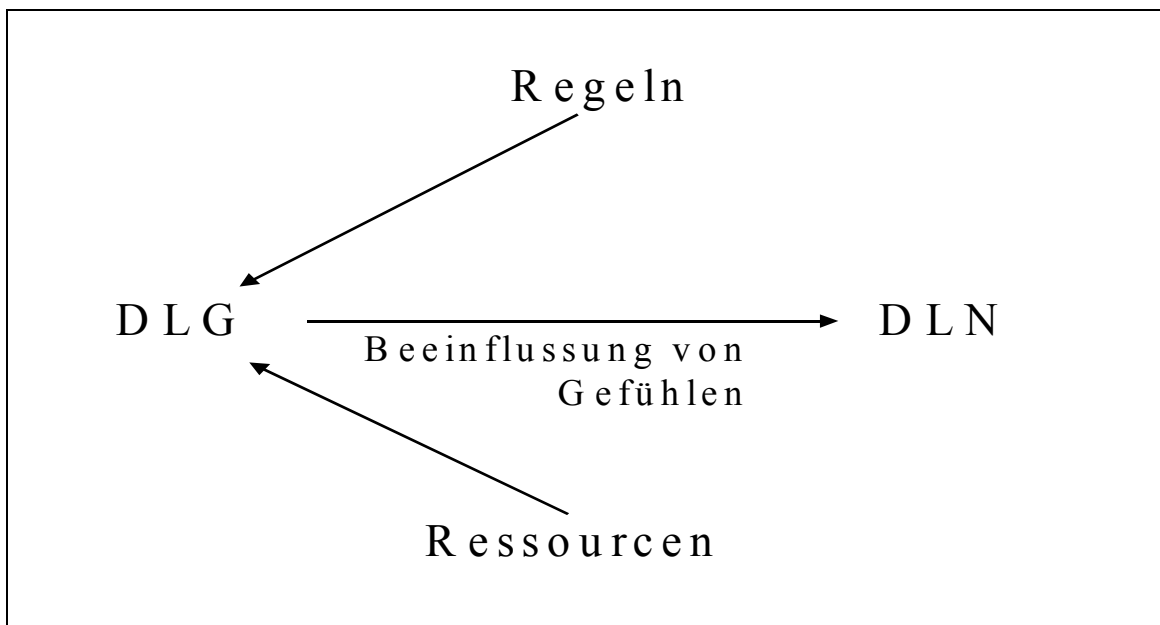 Regeln
DLG
DLN
Beeinflussung von
Gefühlen
Ressourcen